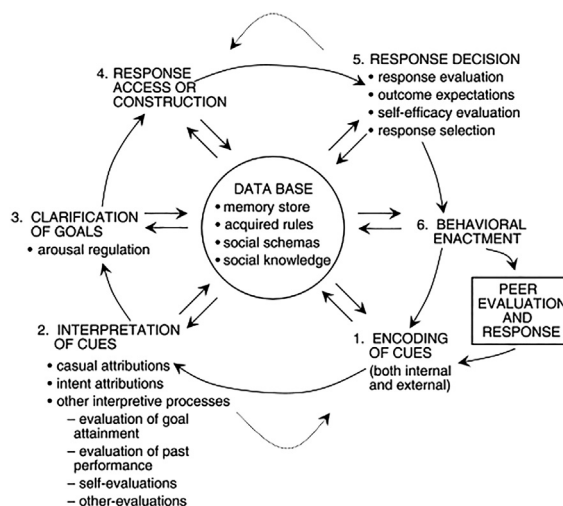 5. RESPONSE DECISION
• response evaluation
• outcome expectations
• self-efficacy evaluation
• response selection
4. RESPONSE
ACCESS OR
CONSTRUCTION
DATA BASE
• memory store
• acquired rules
• social schemas
• social knowledge
3. CLARIFICATION
OF GOALS
• arousal regulation
6. BEHAVIORAL
ENACTMENT
PEER
EVALUATION
AND
RESPONSE
2. INTERPRETATION
OF CUES
• casual attributions
• intent attributions
• other interpretive processes
– evaluation of goal
attainment
– evaluation of past
performance
– self-evaluations
– other-evaluations
1. ENCODING
OF CUES
(both internal
and external)